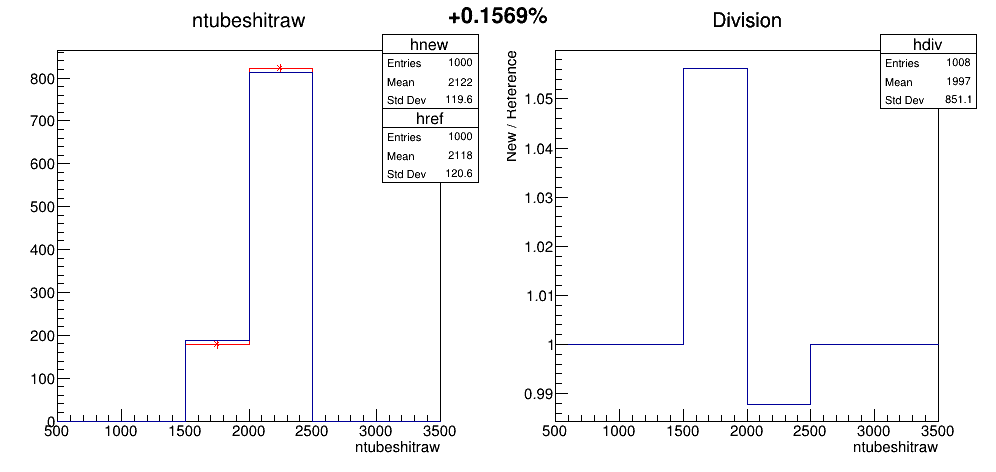 +0.1569%
ntubeshitraw
hnew
Entries 1000
Mean 2122
Std Dev 119.6
href
Entries 1000
Mean 2118
Std Dev 120.6
800
700
600
500
400
300
200
100
0
500 1000 1500 2000 2500 3000 3500
ntubeshitraw
Division
hdiv
Entries 1008
Mean 1997
Std Dev 851.1
New / Reference
1.05
1.04
1.03
1.02
1.01
1
0.99
500 1000 1500 2000 2500 3000 3500
ntubeshitraw